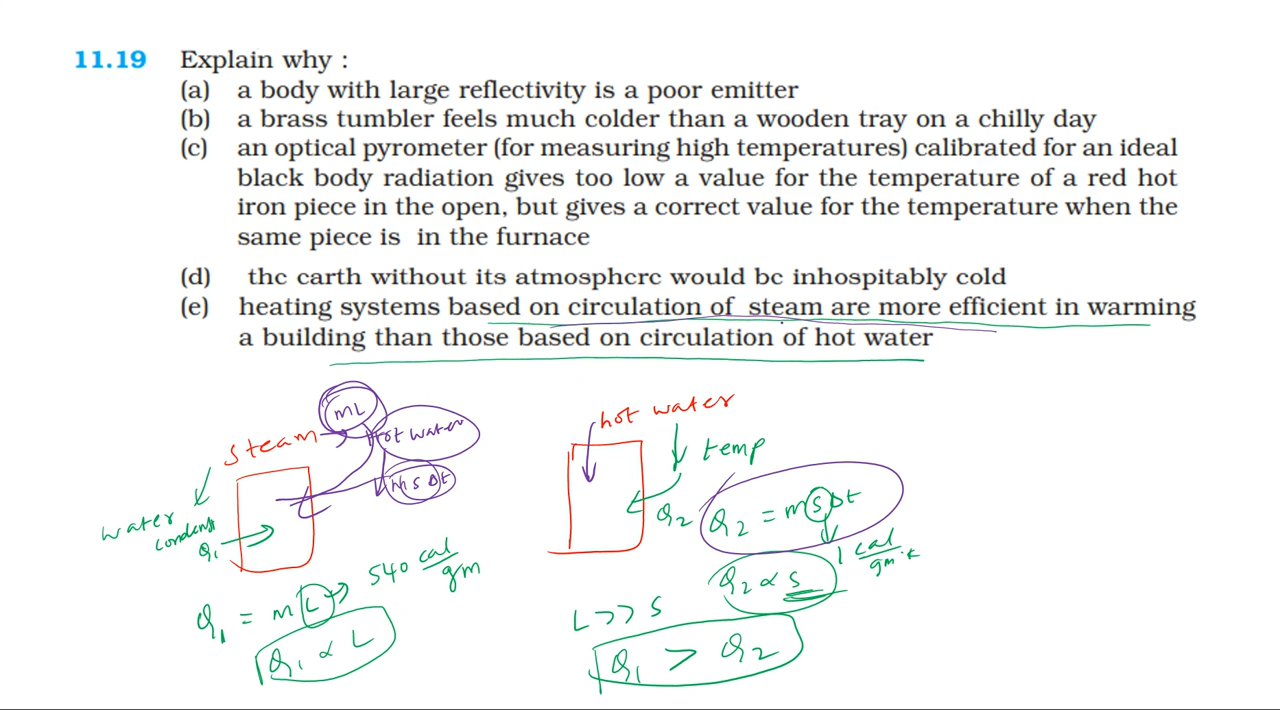 11.19 Explain why :
(a) a body with large reflectivity is a poor emitter
(b) a brass tumbler feels much colder than a wooden tray on a chilly day
(c) an optical pyrometer (for measuring high temperatures) calibrated for an ideal
black body radiation gives too low a value for the temperature of a red hot
iron piece in the open, but gives a correct value for the temperature when the
same piece is in the furnace
(d) thc carth without its atmosphcrc would bc inhospitably cold
(e) heating systems based on circulation of steam are more efficient in warming
a building than those based on circulation of hot water
mL
steam → Hot water
m s Δt
water
condens
Q₁
Q₁ = m L → 540 cal/gm
Q₁ ∝ L
hot water
temp
Q₂
Q₂ = m s Δt
1 cal/gm·k
Q₂ ∝ s
L >> s
Q₁ > Q₂